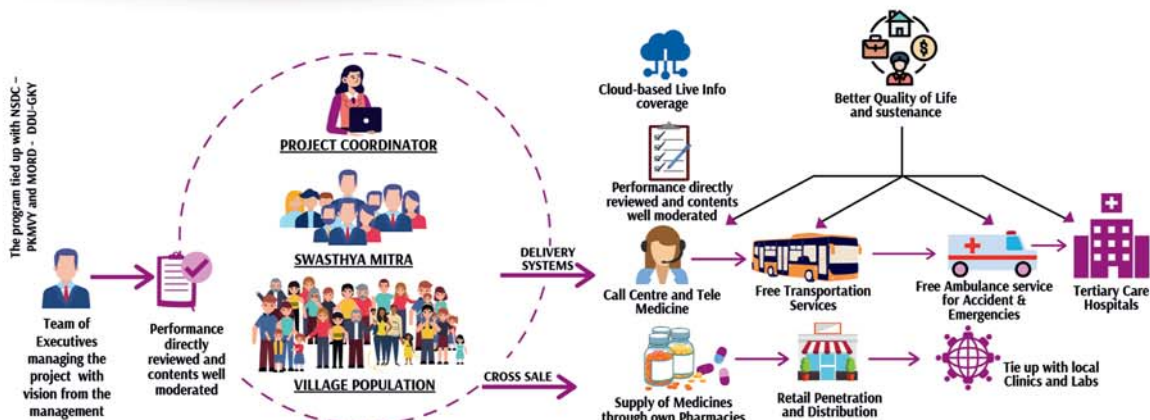 The program tied up with NSDC –
PKMVY and MORD - DDU-GKY
Team of
Executives
managing the
project with
vision from the
management
Performance
directly
reviewed and
contents well
moderated
PROJECT COORDINATOR
SWASTHYA MITRA
VILLAGE POPULATION
DELIVERY
SYSTEMS
CROSS SALE
Cloud-based Live Info
coverage
Performance directly
reviewed and contents
well moderated
Better Quality of Life
and sustenance
Call Centre and Tele
Medicine
Free Transportation
Services
Free Ambulance service
for Accident &
Emergencies
Tertiary Care
Hospitals
Supply of Medicines
through own Pharmacies
Retail Penetration
and Distribution
Tie up with local
Clinics and Labs